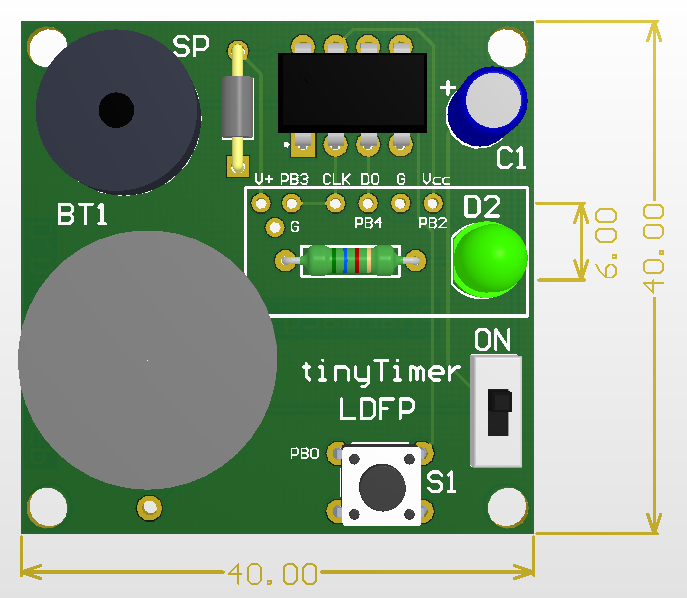 SP
+
C1
V+ PB3 CLK DO G Vcc
BT1
G
PB4
PB2
D2
6.00
40.00
ON
tinyTimer
LDFP
PB0
S1
40.00